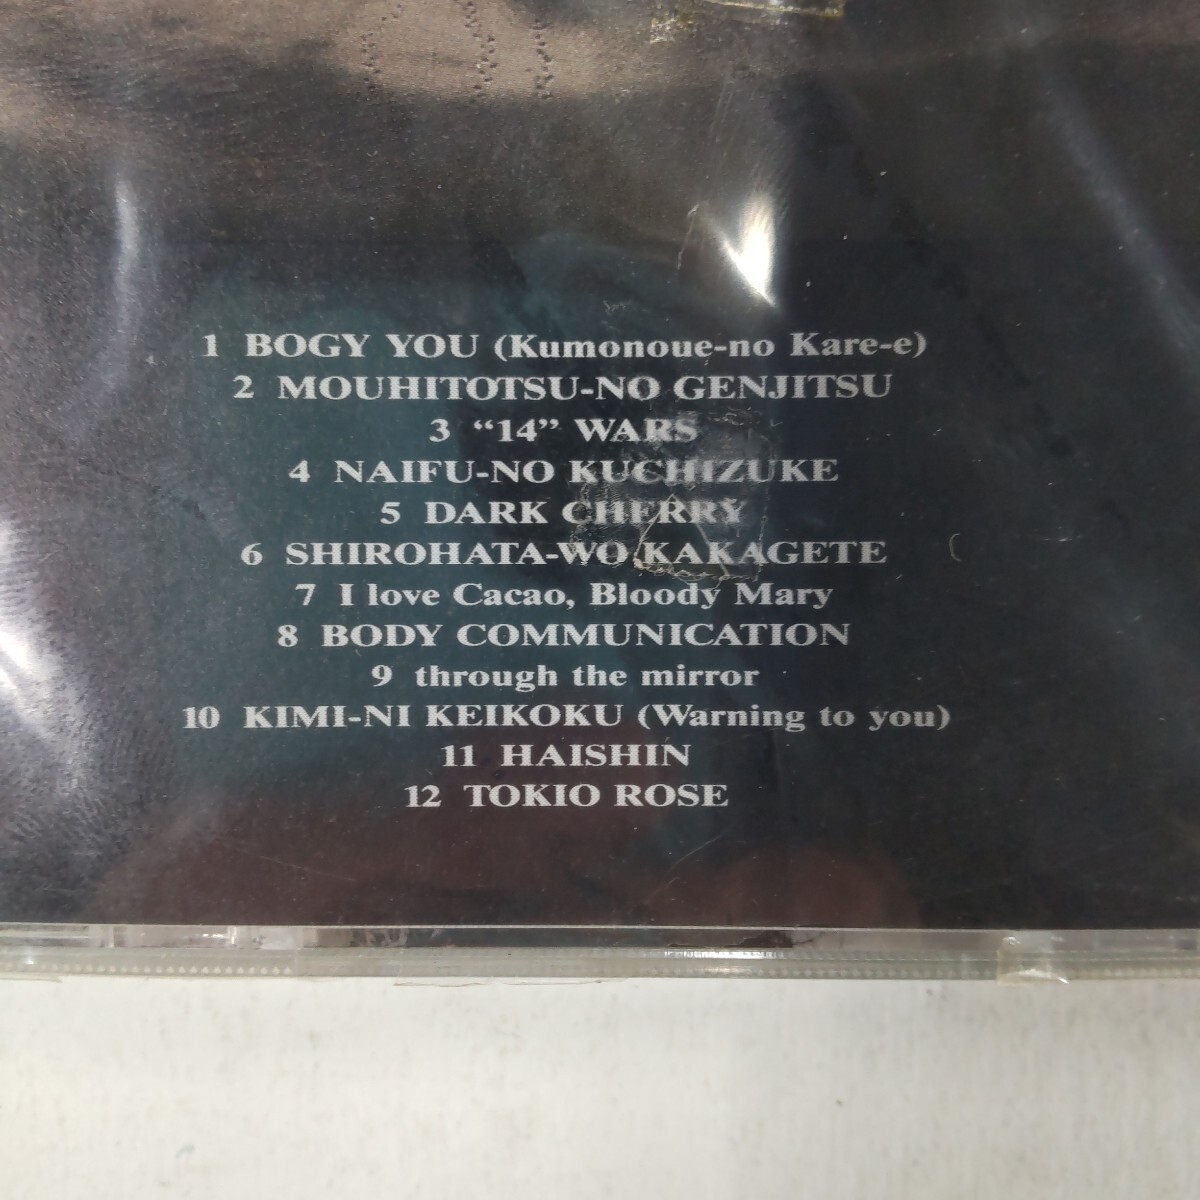 1 BOGY YOU (Kumonoue-no Kare-e)
2 MOUHITOTSU-NO GENJITSU
3 “14” WARS
4 NAIFU-NO KUCHIZUKE
5 DARK CHERRY
6 SHIROHATA-WO KAKAGETE
7 I love Cacao, Bloody Mary
8 BODY COMMUNICATION
9 through the mirror
10 KIMI-NI KEIKOKU (Warning to you)
11 HAISHIN
12 TOKIO ROSE